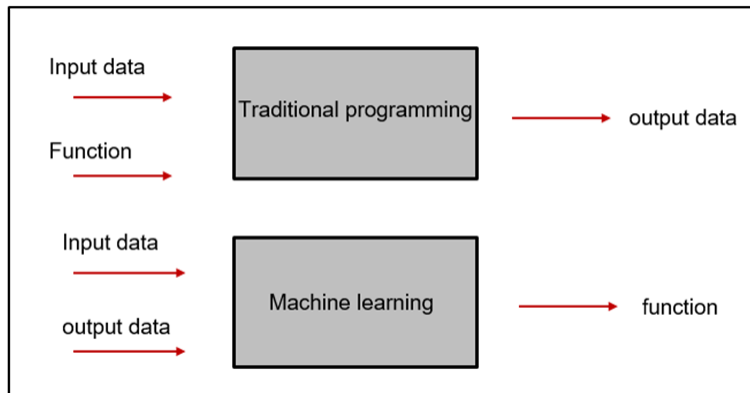 Input data
Traditional programming
output data
Function
Input data
Machine learning
function
output data